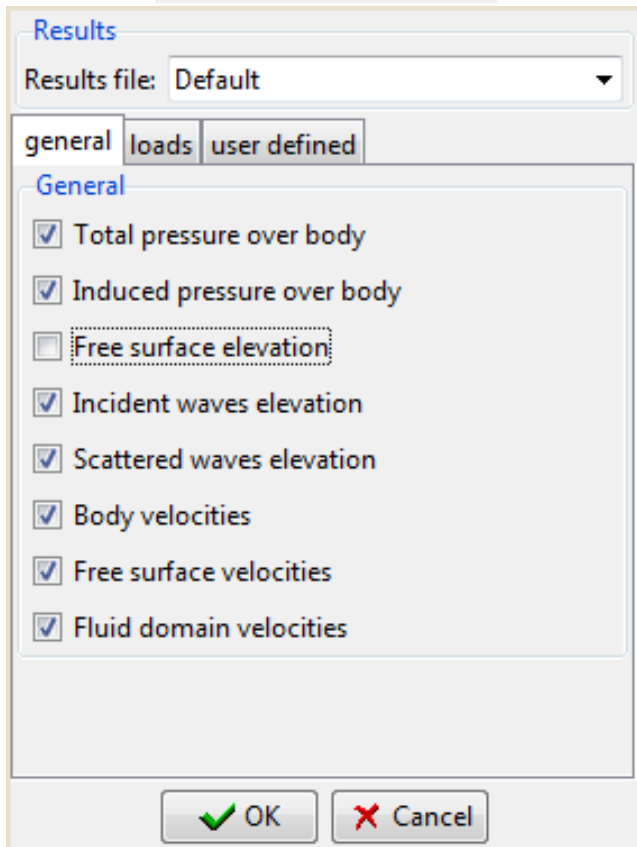 Results
Results file: Default
general loads user defined
General
Total pressure over body
Induced pressure over body
Free surface elevation
Incident waves elevation
Scattered waves elevation
Body velocities
Free surface velocities
Fluid domain velocities
OK Cancel